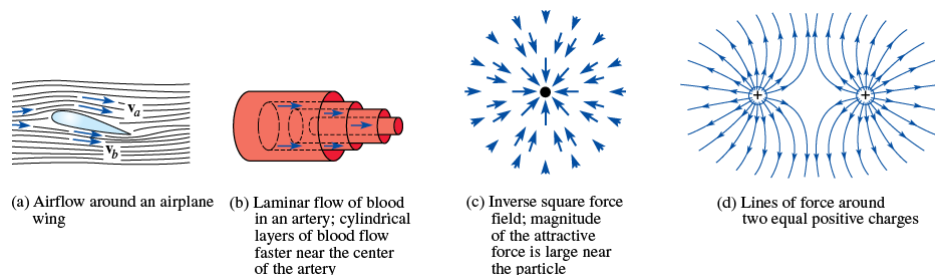 v_a
v_b
+
+
(a) Airflow around an airplane
wing
(b) Laminar flow of blood
in an artery; cylindrical
layers of blood flow
faster near the center
of the artery
(c) Inverse square force
field; magnitude
of the attractive
force is large near
the particle
(d) Lines of force around
two equal positive charges